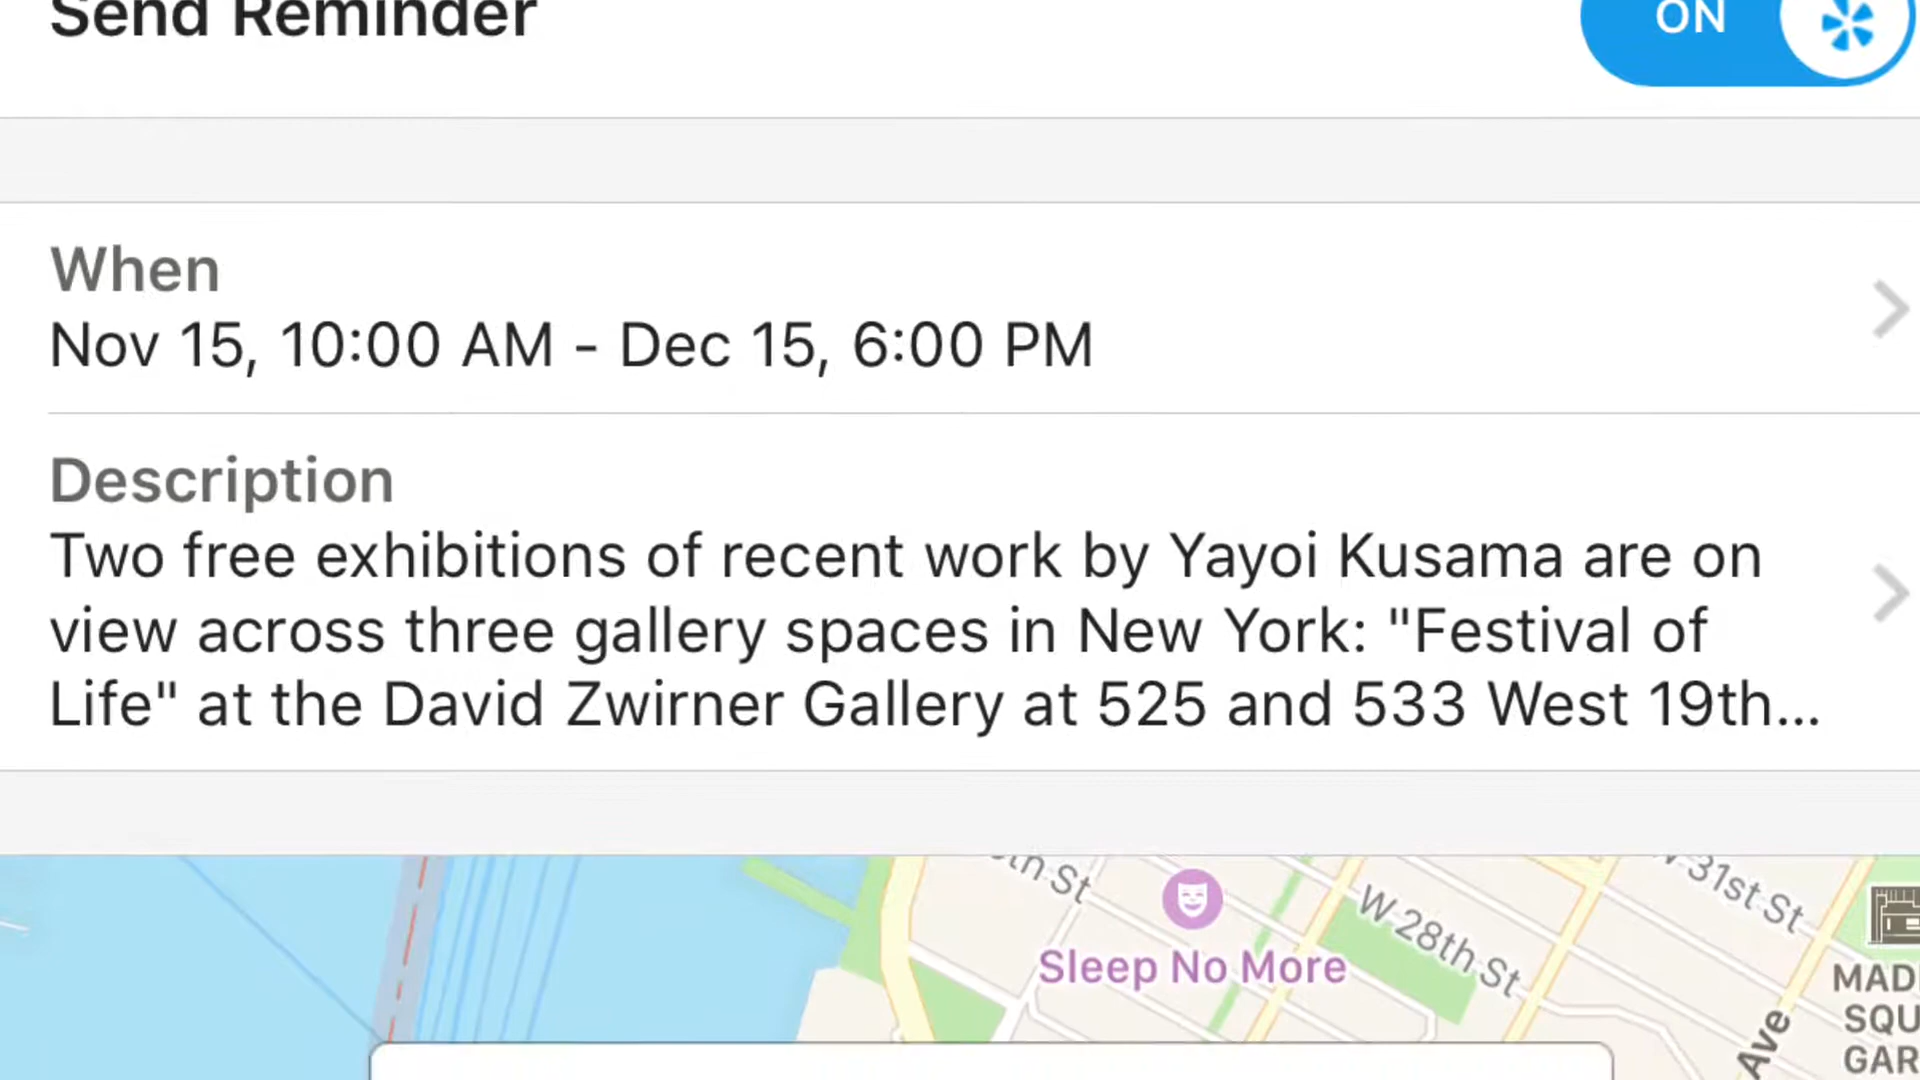 Send Reminder
ON
When
Nov 15, 10:00 AM - Dec 15, 6:00 PM
Description
Two free exhibitions of recent work by Yayoi Kusama are on
view across three gallery spaces in New York: "Festival of
Life" at the David Zwirner Gallery at 525 and 533 West 19th...
St
W 31st St
W 28th St
Sleep No More
MADI
SQU
GAR
Ave